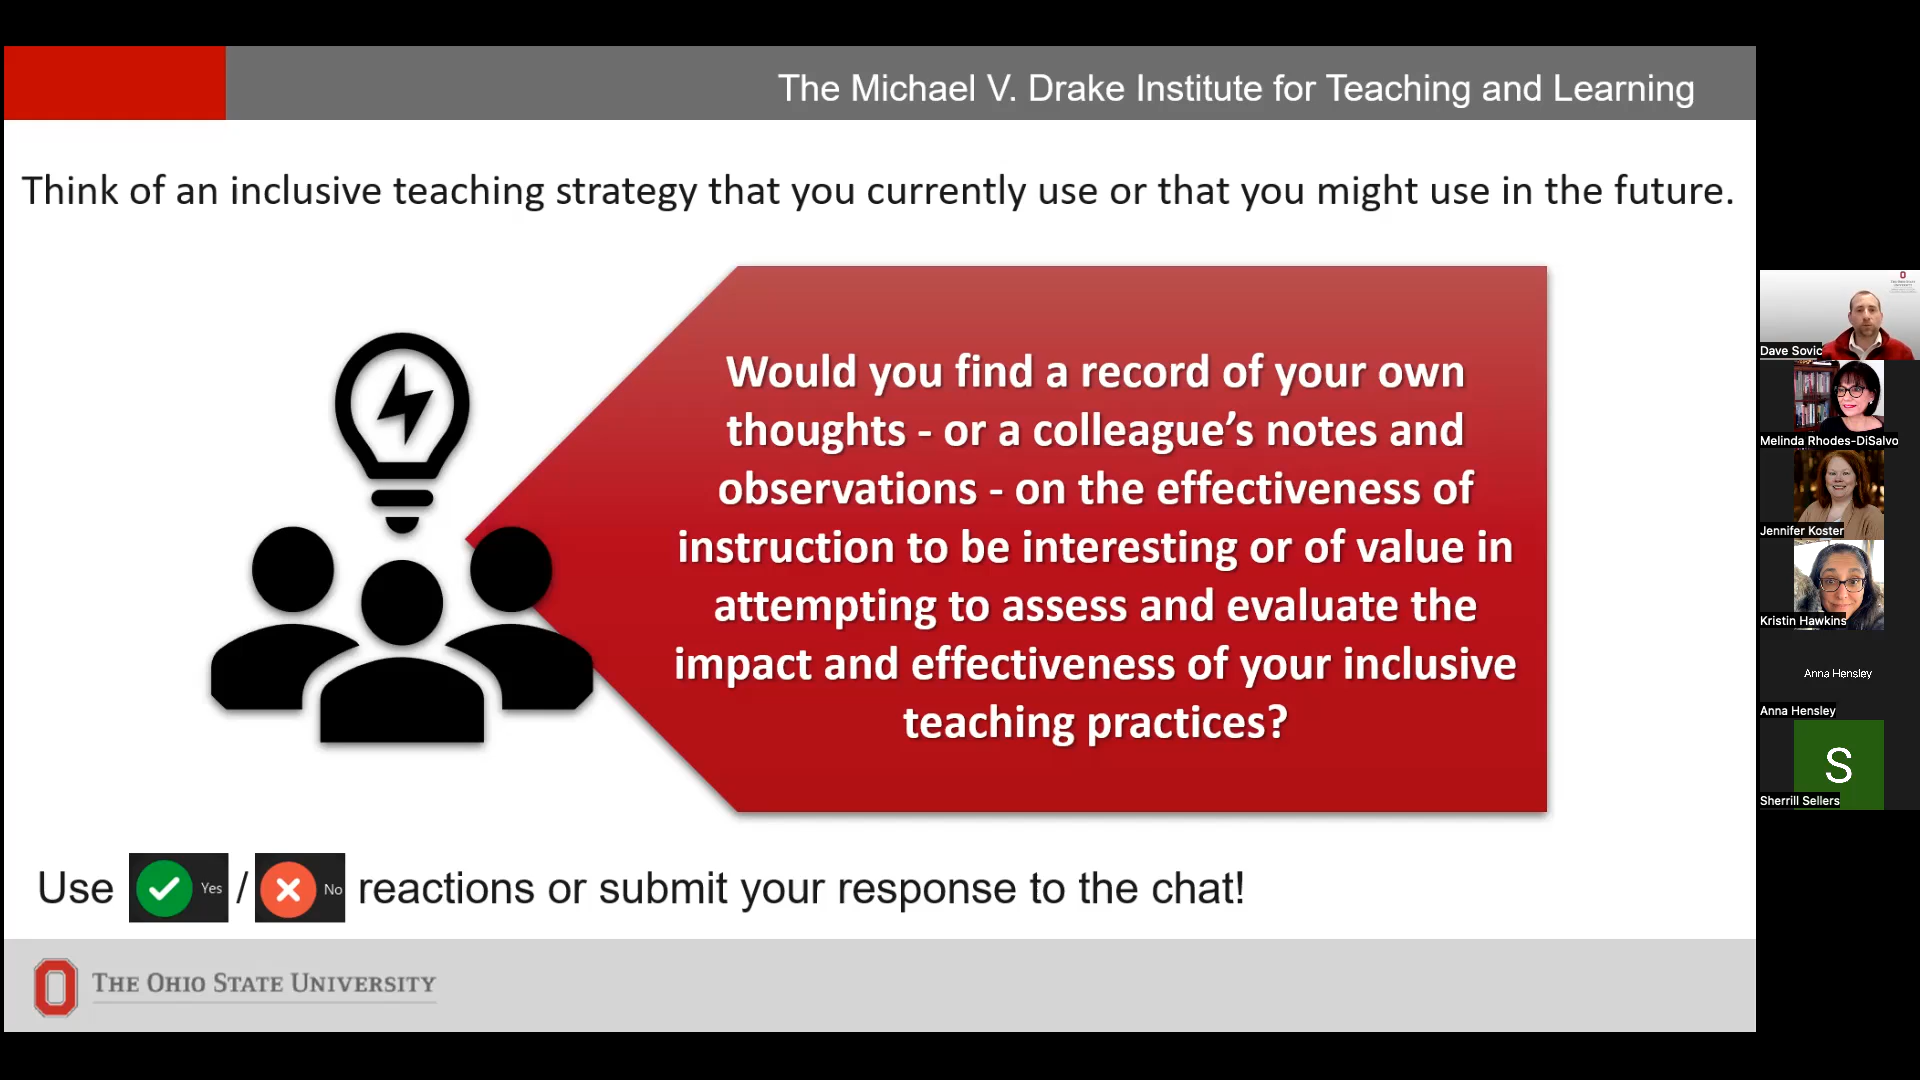 The Michael V. Drake Institute for Teaching and Learning
Think of an inclusive teaching strategy that you currently use or that you might use in the future.
Would you find a record of your own
thoughts - or a colleague’s notes and
observations - on the effectiveness of
instruction to be interesting or of value in
attempting to assess and evaluate the
impact and effectiveness of your inclusive
teaching practices?
Use Yes / No reactions or submit your response to the chat!
THE OHIO STATE UNIVERSITY
Dave Sovic
Melinda Rhodes-DiSalvo
Jennifer Koster
Kristin Hawkins
Anna Hensley
Anna Hensley
S
Sherrill Sellers